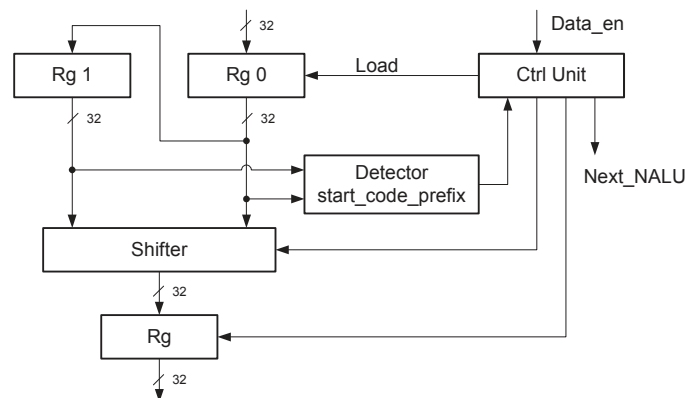 32
Data_en
Rg 1
Rg 0
Load
Ctrl Unit
32
32
Detector
start_code_prefix
Next_NALU
Shifter
32
Rg
32